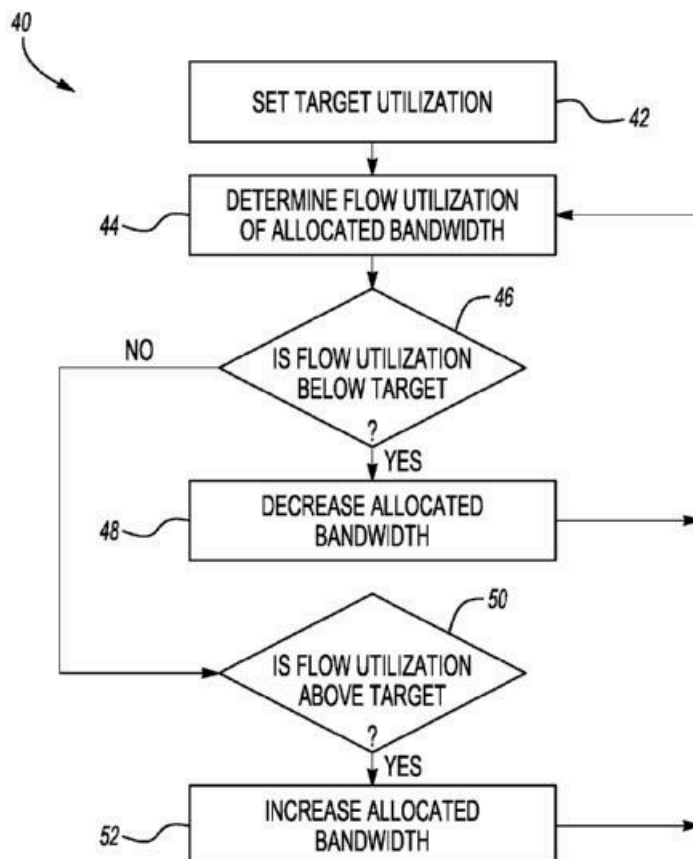 40
SET TARGET UTILIZATION
42
DETERMINE FLOW UTILIZATION
OF ALLOCATED BANDWIDTH
44
46
NO
IS FLOW UTILIZATION
BELOW TARGET
?
YES
DECREASE ALLOCATED
BANDWIDTH
48
50
IS FLOW UTILIZATION
ABOVE TARGET
?
YES
INCREASE ALLOCATED
BANDWIDTH
52